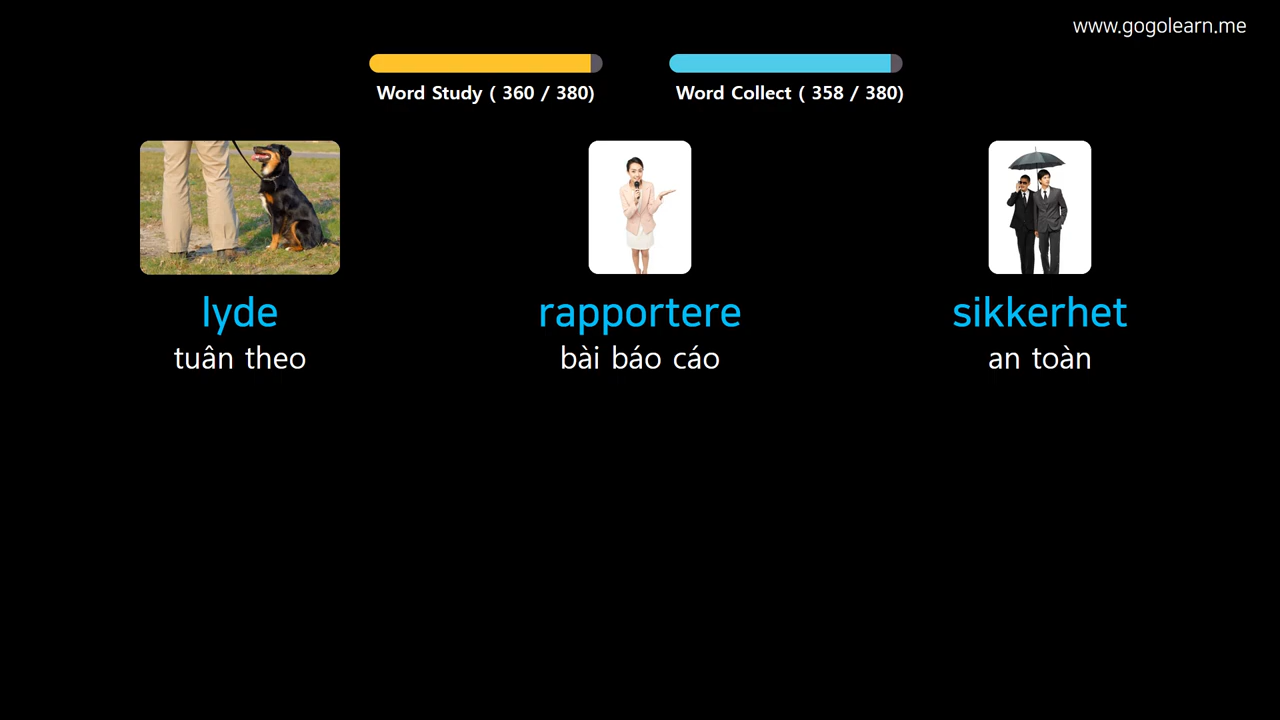 www.gogolearn.me
Word Study ( 360 / 380)
Word Collect ( 358 / 380)
lyde
rapportere
sikkerhet
tuân theo
bài báo cáo
an toàn